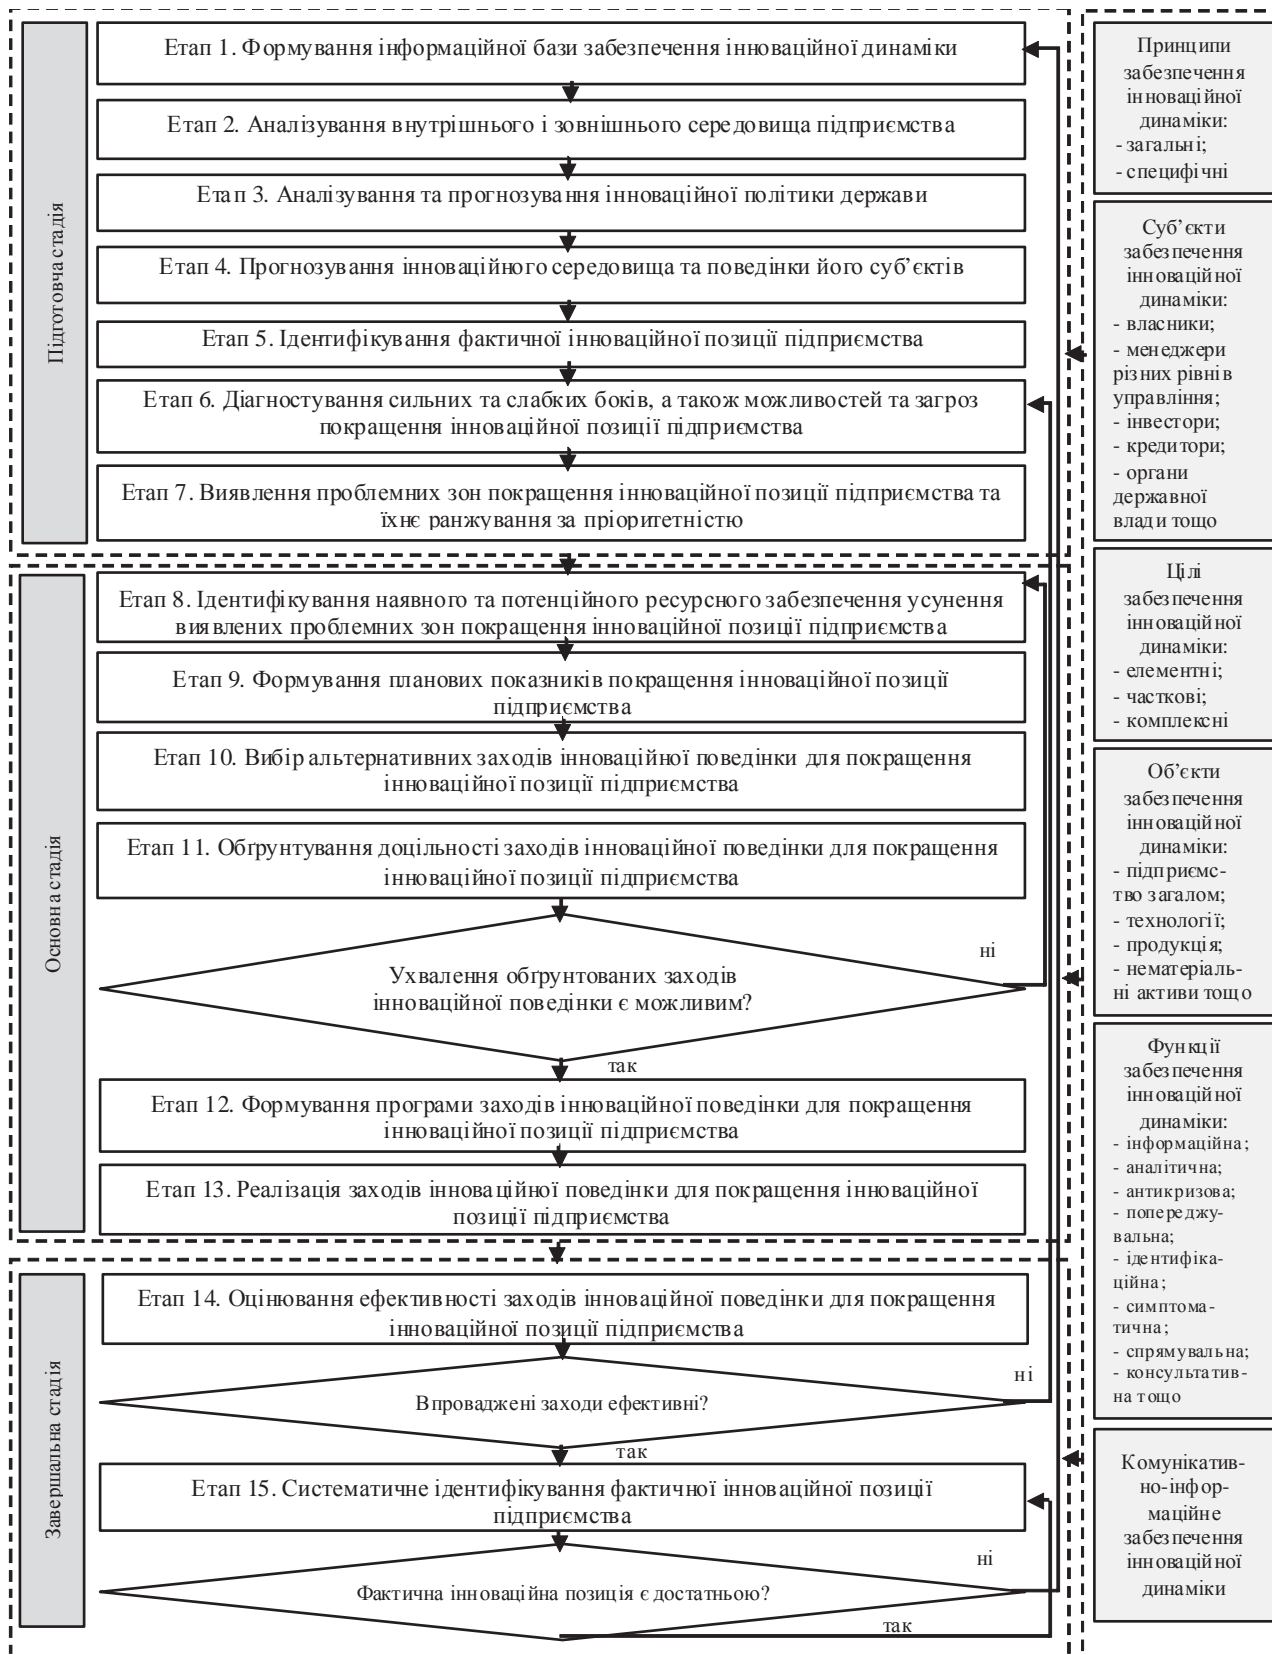 Підготовча стадія
Етап 1. Формування інформаційної бази забезпечення інноваційної динаміки
Етап 2. Аналізування внутрішнього і зовнішнього середовища підприємства
Етап 3. Аналізування та прогнозування інноваційної політики держави
Етап 4. Прогнозування інноваційного середовища та поведінки його суб’єктів
Етап 5. Ідентифікування фактичної інноваційної позиції підприємства
Етап 6. Діагностування сильних та слабких боків, а також можливостей та загроз
покращення інноваційної позиції підприємства
Етап 7. Виявлення проблемних зон покращення інноваційної позиції підприємства та
їхнє ранжування за пріоритетністю
Основна стадія
Етап 8. Ідентифікування наявного та потенційного ресурсного забезпечення усунення
виявлених проблемних зон покращення інноваційної позиції підприємства
Етап 9. Формування планових показників покращення інноваційної позиції
підприємства
Етап 10. Вибір альтернативних заходів інноваційної поведінки для покращення
інноваційної позиції підприємства
Етап 11. Обґрунтування доцільності заходів інноваційної поведінки для покращення
інноваційної позиції підприємства
Ухвалення обґрунтованих заходів
інноваційної поведінки є можливим?
ні
так
Етап 12. Формування програми заходів інноваційної поведінки для покращення
інноваційної позиції підприємства
Етап 13. Реалізація заходів інноваційної поведінки для покращення інноваційної
позиції підприємства
Завершальна стадія
Етап 14. Оцінювання ефективності заходів інноваційної поведінки для покращення
інноваційної позиції підприємства
Впроваджені заходи ефективні?
ні
так
Етап 15. Систематичне ідентифікування фактичної інноваційної позиції
підприємства
Фактична інноваційна позиція є достатньою?
ні
так
Принципи
забезпечення
інноваційної
динаміки:
- загальні;
- специфічні
Суб’єкти
забезпечення
інноваційної
динаміки:
- власники;
- менеджери
різних рівнів
управління;
- інвестори;
- кредитори;
- органи
державної
влади тощо
Цілі
забезпечення
інноваційної
динаміки:
- елементні;
- часткові;
- комплексні
Об’єкти
забезпечення
інноваційної
динаміки:
- підприємс-
тво загалом;
- технології;
- продукція;
- нематеріаль-
ні активи тощо
Функції
забезпечення
інноваційної
динаміки:
- інформаційна;
- аналітична;
- антикризова;
- попереджу-
вальна;
- ідентифіка-
ційна;
- симптома-
тична;
- спрямувальна;
- консультатив-
на тощо
Комунікатив-
но-інфор-
маційне
забезпечення
інноваційної
динаміки